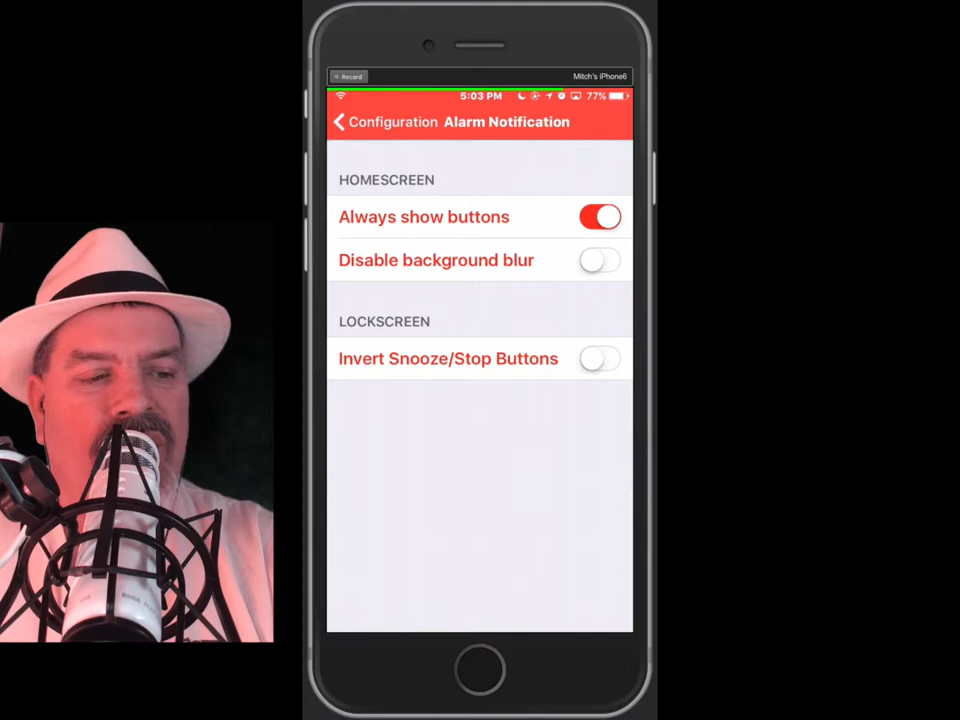 Record
Mitch's iPhone6
5:03 PM
77%
Configuration Alarm Notification
HOMESCREEN
Always show buttons
Disable background blur
LOCKSCREEN
Invert Snooze/Stop Buttons